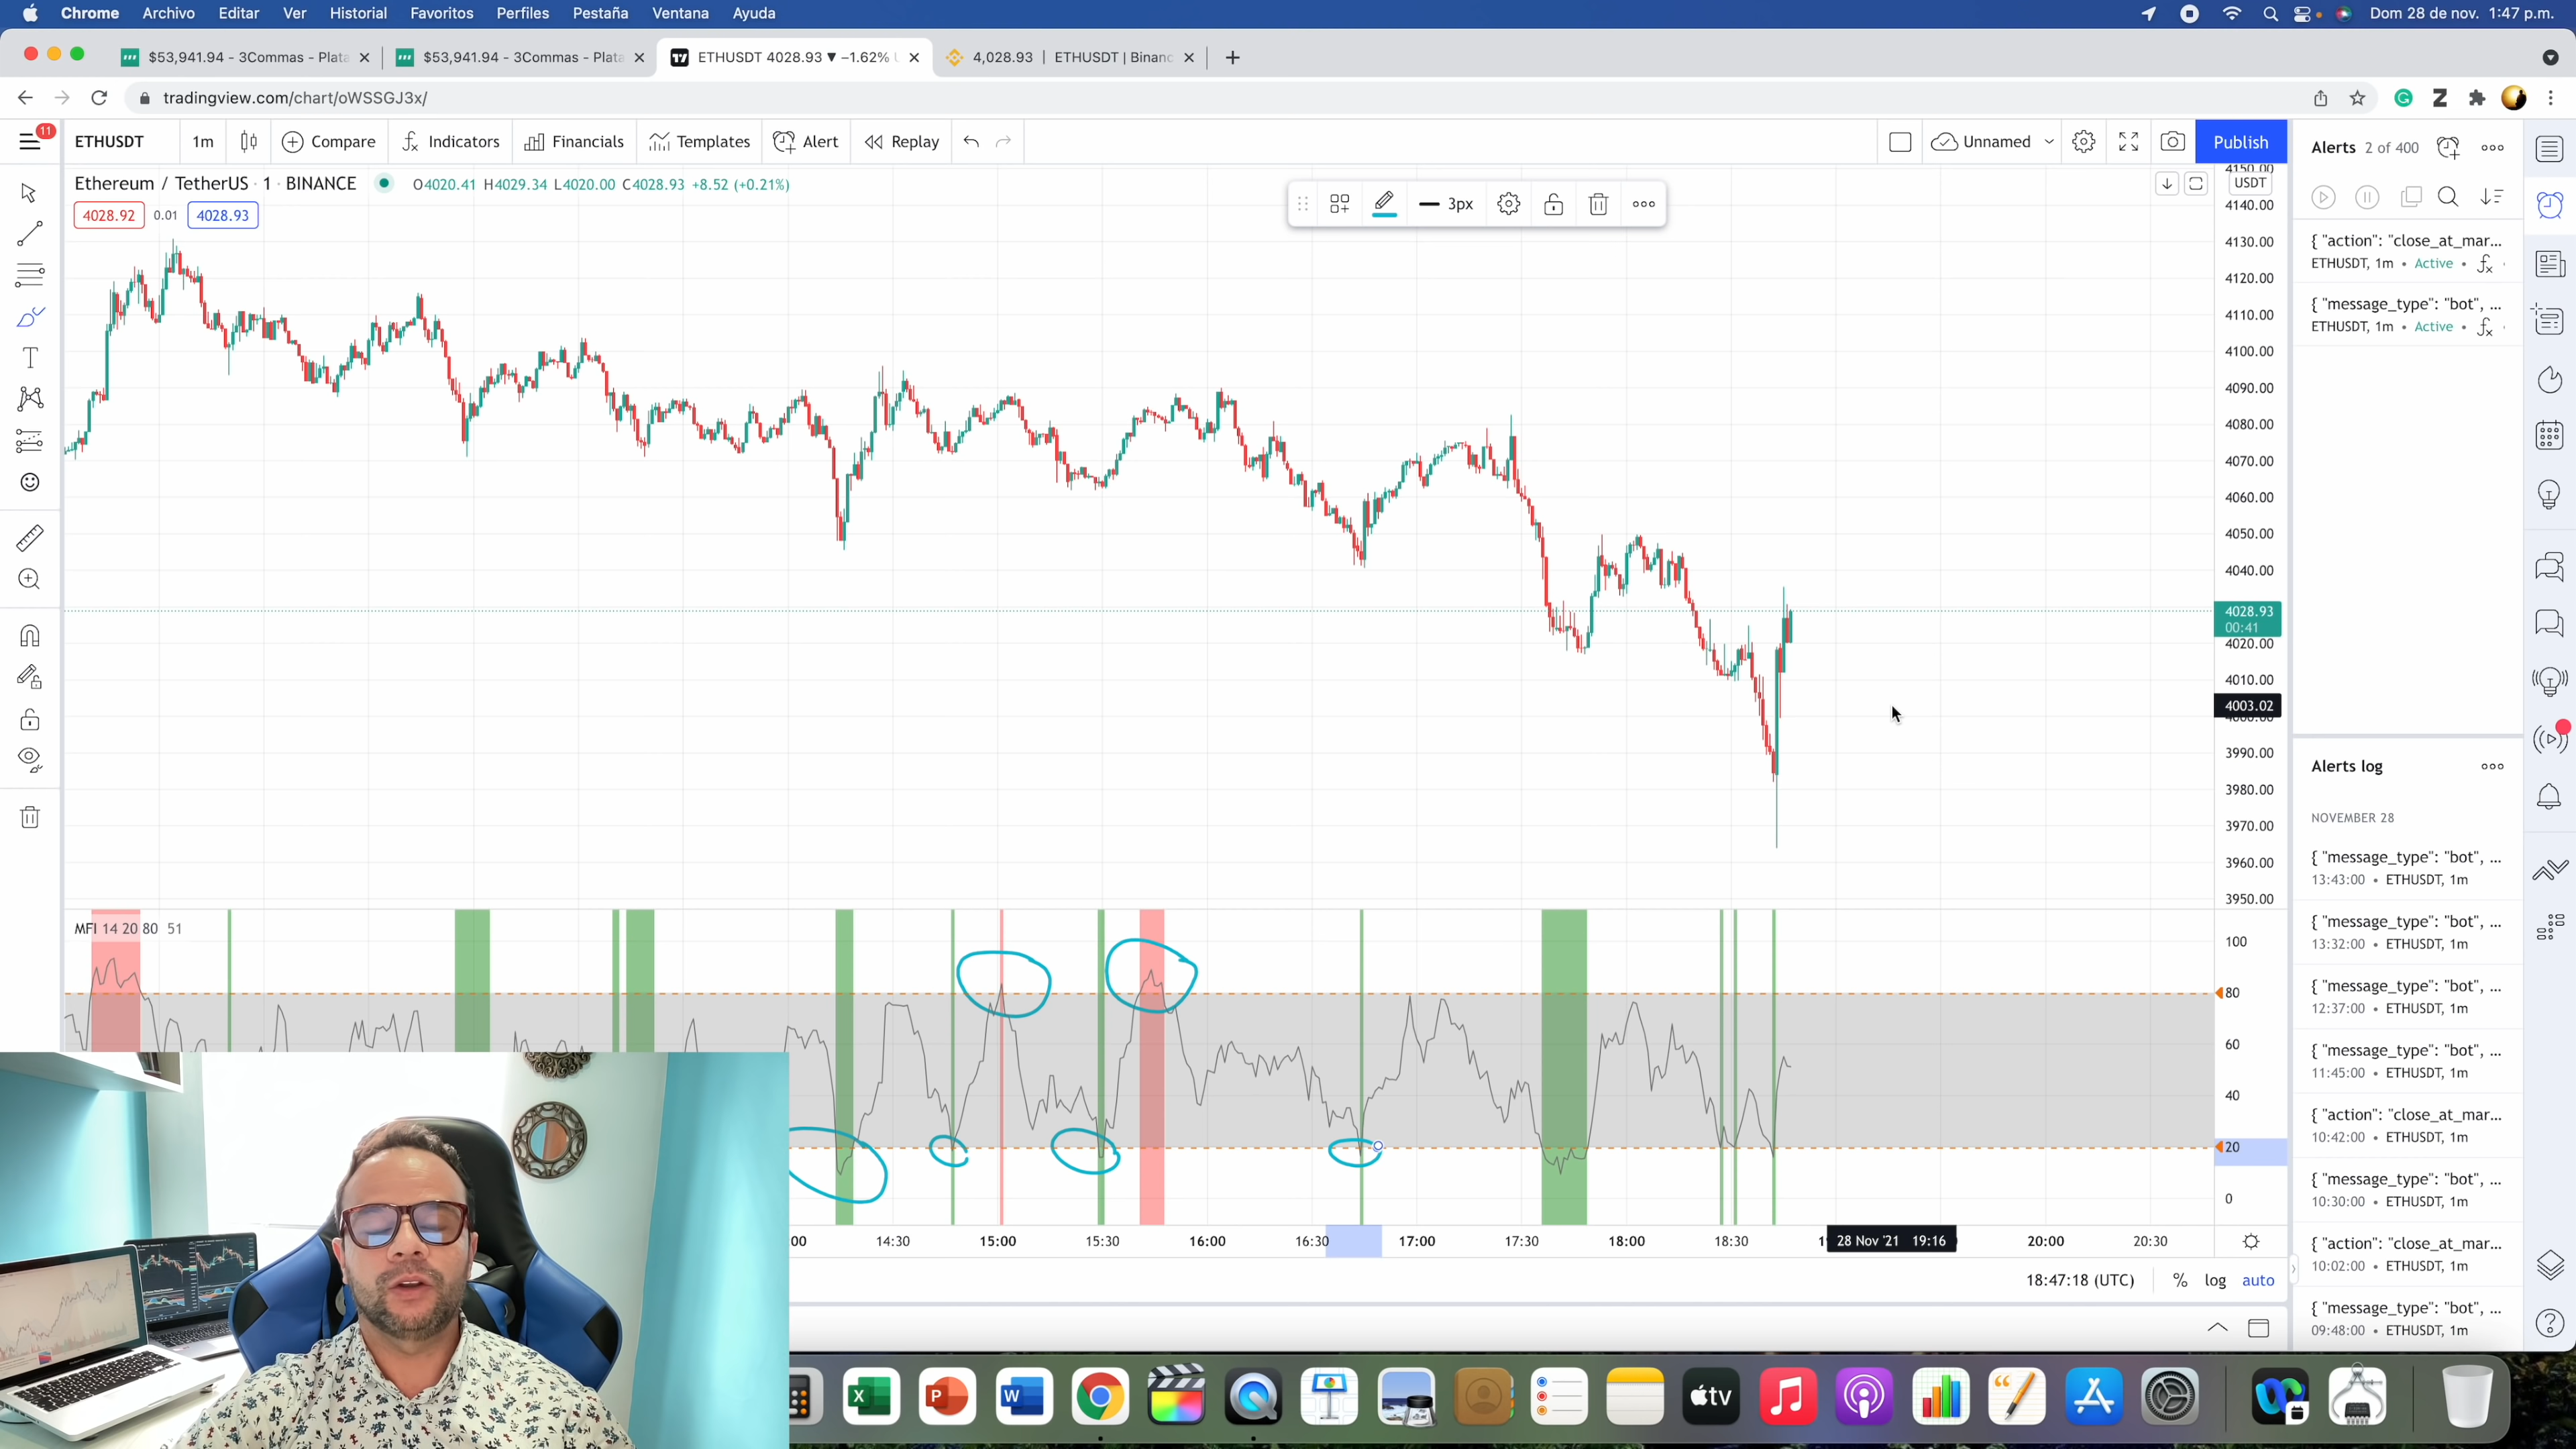 Chrome Archivo Editar Ver Historial Favoritos Perfiles Pestaña Ventana Ayuda Dom 28 de nov. 1:47 p.m.
$53,941.94 - 3Commas - Plata $53,941.94 - 3Commas - Plata ETHUSDT 4028.93 ▼ −1.62% U 4,028.93 | ETHUSDT | Binanc
tradingview.com/chart/oWSSGJ3x/
11 ETHUSDT 1m Compare Indicators Financials Templates Alert Replay Unnamed Publish
Alerts 2 of 400
Ethereum / TetherUS · 1 · BINANCE O4020.41 H4029.34 L4020.00 C4028.93 +8.52 (+0.21%)
4028.92 0.01 4028.93
3px
USDT
4150.00
4140.00
4130.00
4120.00
4110.00
4100.00
4090.00
4080.00
4070.00
4060.00
4050.00
4040.00
4028.93
00:41
4020.00
4010.00
4003.02
3990.00
3980.00
3970.00
3960.00
3950.00
{ "action": "close_at_mar...
ETHUSDT, 1m • Active •
{ "message_type": "bot", ...
ETHUSDT, 1m • Active •
Alerts log
NOVEMBER 28
{ "message_type": "bot", ...
13:43:00 • ETHUSDT, 1m
{ "message_type": "bot", ...
13:32:00 • ETHUSDT, 1m
{ "message_type": "bot", ...
12:37:00 • ETHUSDT, 1m
{ "message_type": "bot", ...
11:45:00 • ETHUSDT, 1m
{ "action": "close_at_mar...
10:42:00 • ETHUSDT, 1m
{ "message_type": "bot", ...
10:30:00 • ETHUSDT, 1m
{ "action": "close_at_mar...
10:02:00 • ETHUSDT, 1m
{ "message_type": "bot", ...
09:48:00 • ETHUSDT, 1m
MFI 14 20 80 51
100
80
60
40
20
0
00 14:30 15:00 15:30 16:00 16:30 17:00 17:30 18:00 18:30 28 Nov '21 19:16 20:00 20:30
18:47:18 (UTC) % log auto
X P W tv